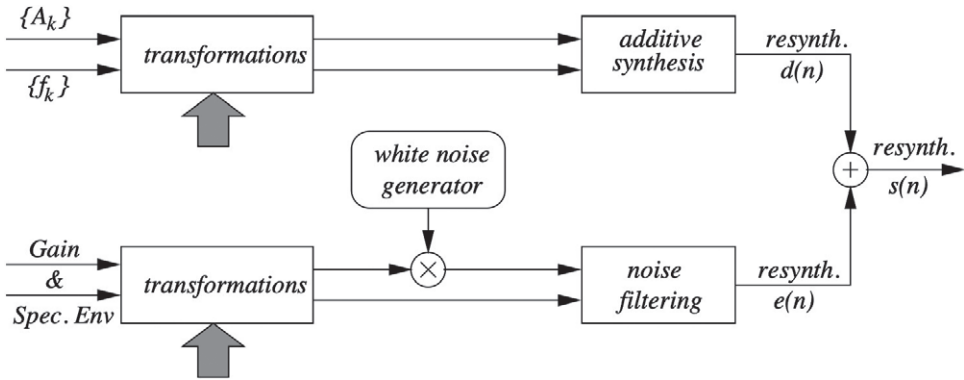 {A_k}
{f_k}
transformations
additive
synthesis
resynth.
d(n)
white noise
generator
+
resynth.
s(n)
Gain
&
Spec. Env
transformations
×
noise
filtering
resynth.
e(n)